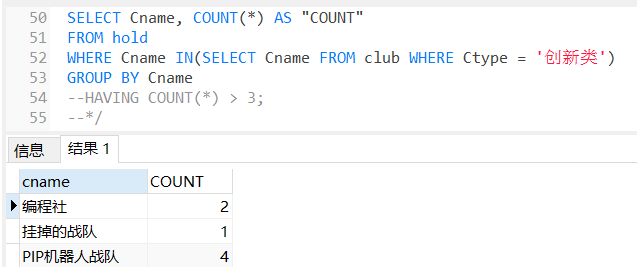 50 SELECT Cname, COUNT(*) AS "COUNT"
51 FROM hold
52 WHERE Cname IN(SELECT Cname FROM club WHERE Ctype = '创新类')
53 GROUP BY Cname
54 --HAVING COUNT(*) > 3;
55 --*/
信息 结果 1
cname COUNT
编程社 2
挂掉的战队 1
PIP机器人战队 4